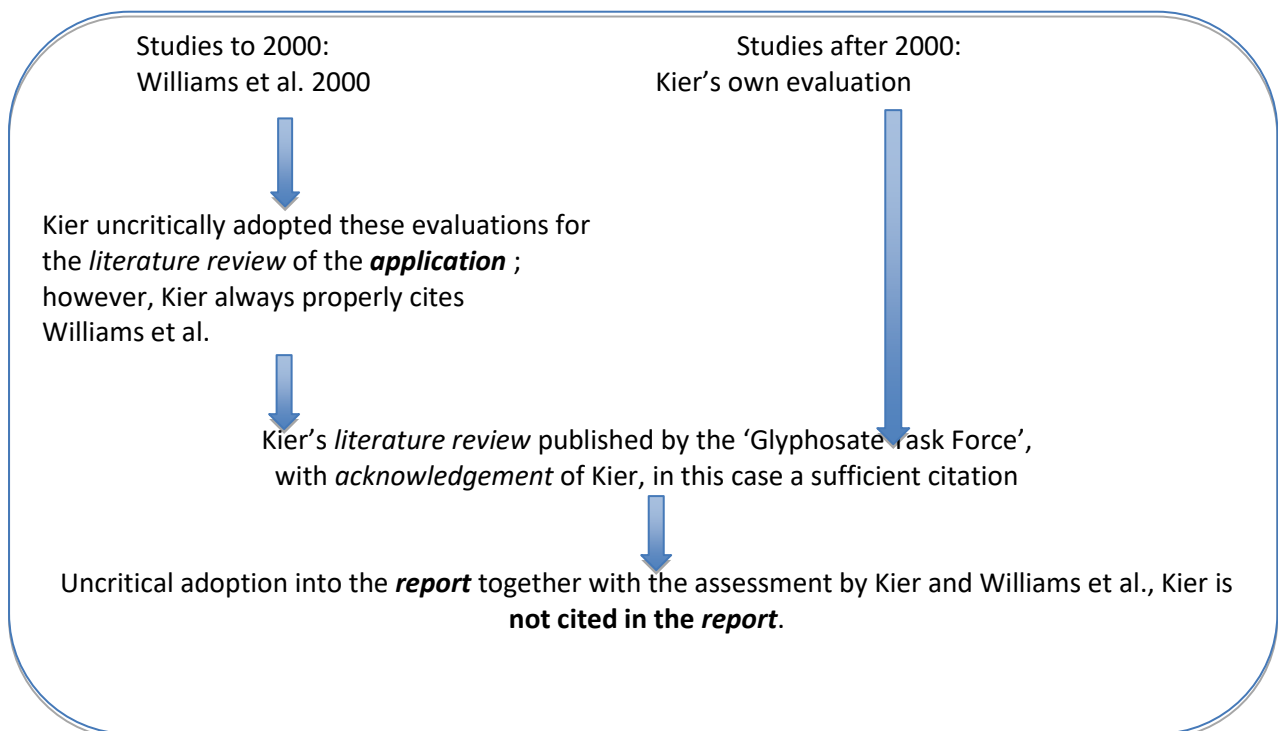 Studies to 2000:
Williams et al. 2000
Studies after 2000:
Kier’s own evaluation
Kier uncritically adopted these evaluations for
the literature review of the application ;
however, Kier always properly cites
Williams et al.
Kier’s literature review published by the ‘Glyphosate Task Force’,
with acknowledgement of Kier, in this case a sufficient citation
Uncritical adoption into the report together with the assessment by Kier and Williams et al., Kier is
not cited in the report.